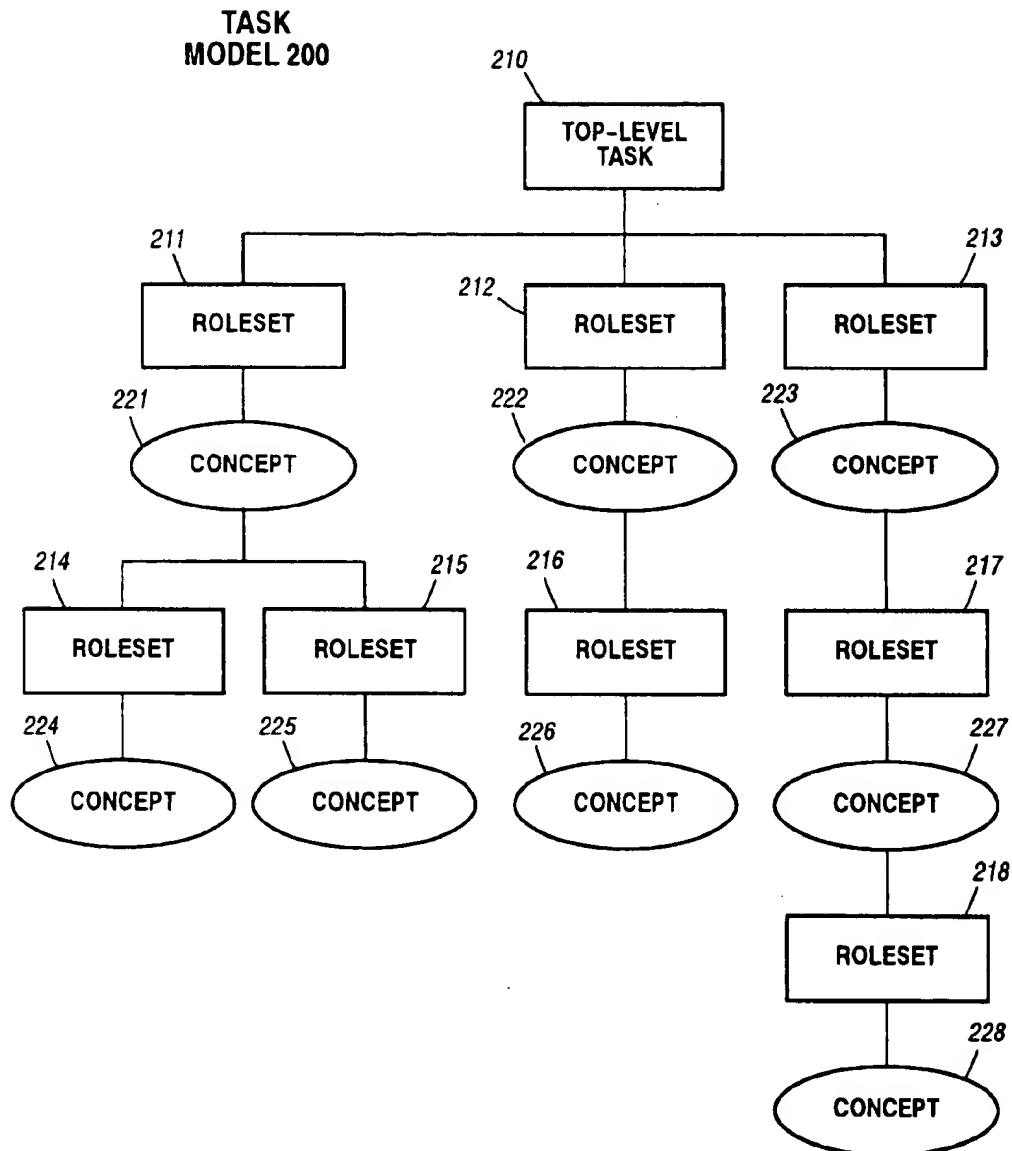 TASK
MODEL 200
210
TOP-LEVEL
TASK
211
212
213
ROLESET
ROLESET
ROLESET
221
222
223
CONCEPT
CONCEPT
CONCEPT
214
215
216
217
ROLESET
ROLESET
ROLESET
ROLESET
224
225
226
227
CONCEPT
CONCEPT
CONCEPT
CONCEPT
218
ROLESET
228
CONCEPT